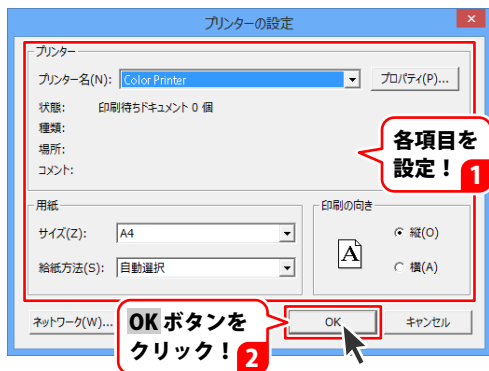 プリンターの設定
プリンター
プリンター名(N): Color Printer プロパティ(P)...
状態: 印刷待ちドキュメント 0 個
種類:
場所:
コメント:
各項目を
設定！ 1
用紙
サイズ(Z): A4
給紙方法(S): 自動選択
印刷の向き
A
縦(O)
横(A)
ネットワーク(W)...
OK ボタンを
クリック！ 2
OK
キャンセル